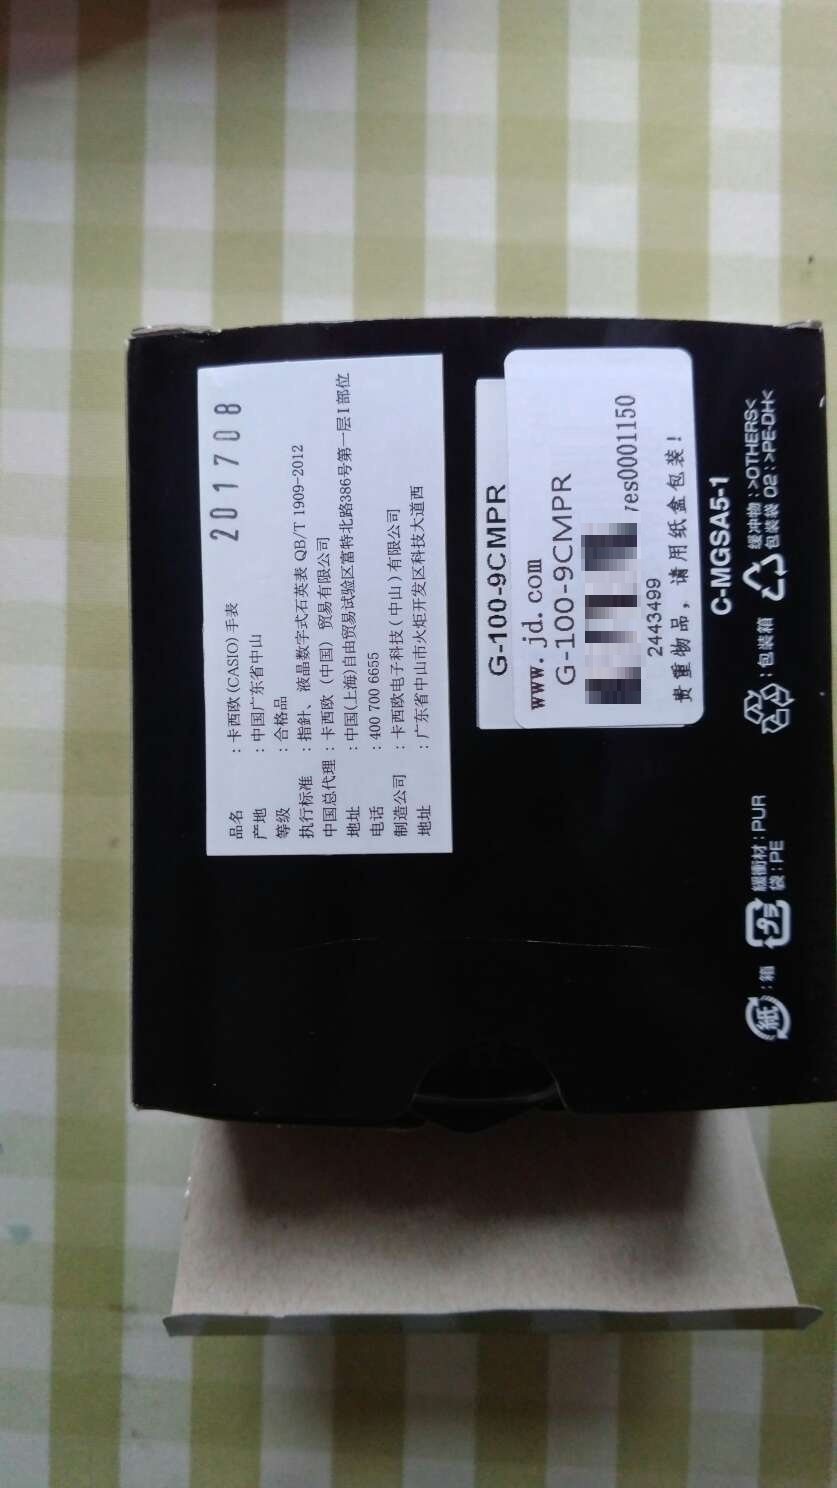 201708
品名 : 卡西欧(CASIO)手表
产地 : 中国广东省中山
等级 : 合格品
执行标准 : 指針、液晶数字式石英表 QB/T 1909-2012
中国总代理 : 卡西欧 (中国) 贸易有限公司
地址 : 中国(上海)自由贸易试验区富特北路386号第一层I部位
电话 : 400 700 6655
制造公司 : 卡西欧电子科技(中山)有限公司
地址 : 广东省中山市火炬开发区科技大道西
G-100-9CMPR
www.jd.com
G-100-9CMPR
res0001150
2443499
贵重物品,请用纸盒包装!
C-MGSA5-1
紙 : 箱
プラ 緩衝材 : PUR
袋 : PE
: 包装箱
缓冲物 : >OTHERS<
包装袋 02 : >PE-DH<